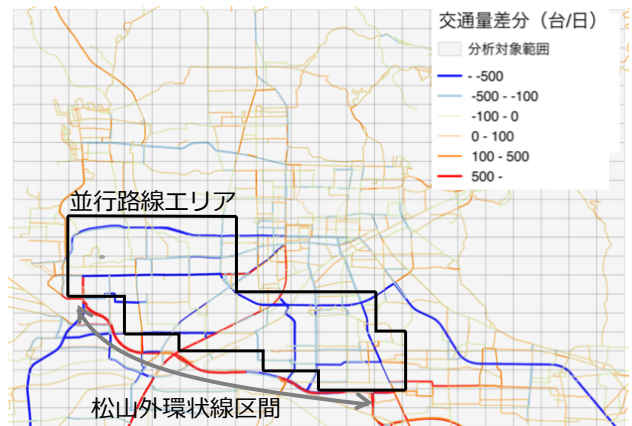 交通量差分（台/日）
分析対象範囲
- -500
-500 - -100
-100 - 0
0 - 100
100 - 500
500 -
並行路線エリア
松山外環状線区間